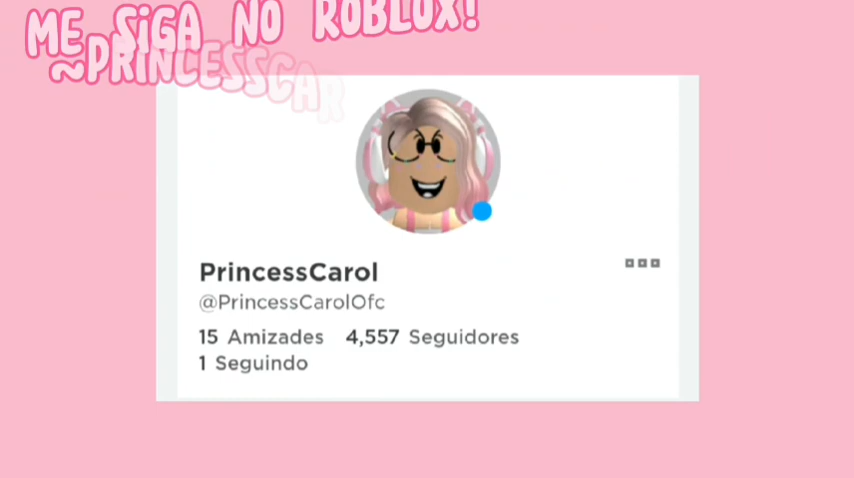 ME SiGA NO ROBLOX!
~PRINCESSCAR
PrincessCarol
@PrincessCarolOfc
15 Amizades 4,557 Seguidores
1 Seguindo